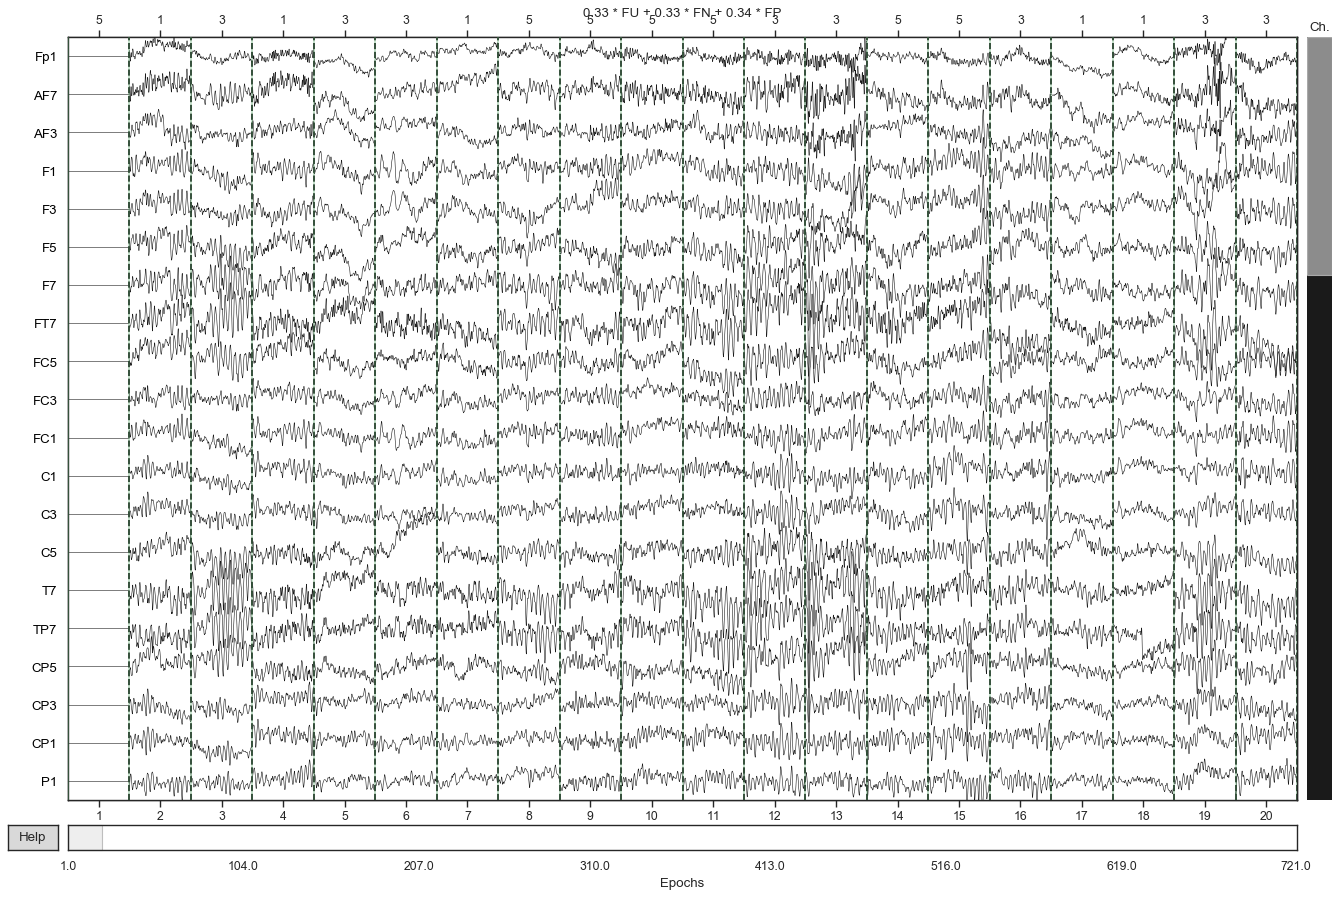 0.33 * FU + 0.33 * FN + 0.34 * FP
5 1 3 1 3 3 1 5 5 5 5 3 3 5 5 3 1 1 3 3
Ch.
Fp1
AF7
AF3
F1
F3
F5
F7
FT7
FC5
FC3
FC1
C1
C3
C5
T7
TP7
CP5
CP3
CP1
P1
1 2 3 4 5 6 7 8 9 10 11 12 13 14 15 16 17 18 19 20
Help
1.0 104.0 207.0 310.0 413.0 516.0 619.0 721.0
Epochs